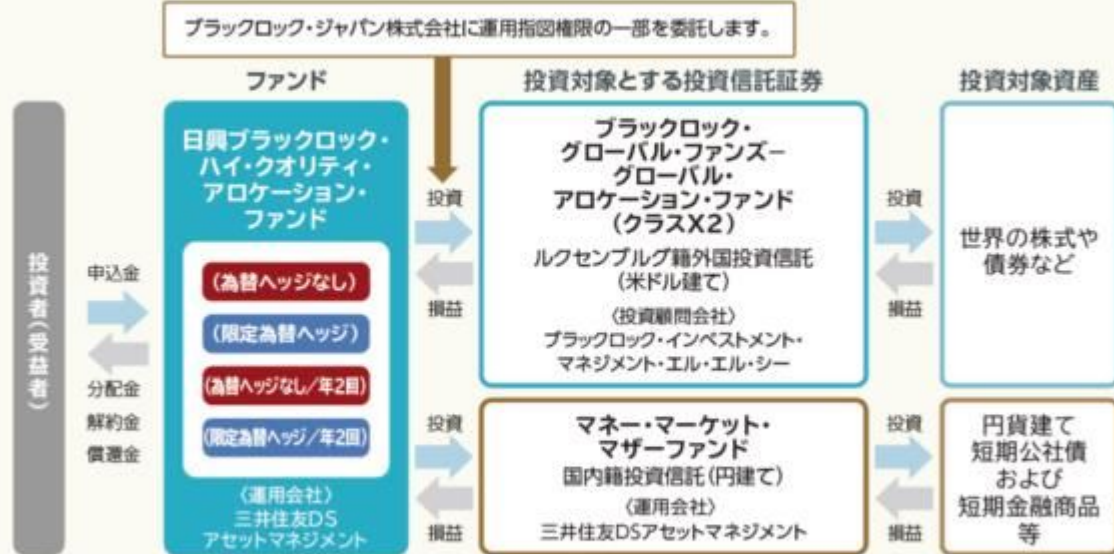 ブラックロック・ジャパン株式会社に運用指図権限の一部を委託します。
ファンド
投資対象とする投資信託証券
投資対象資産
投資者(受益者)
申込金
分配金
解約金
償還金
日興ブラックロック・
ハイ・クオリティ・
アロケーション・
ファンド
(為替ヘッジなし)
(限定為替ヘッジ)
(為替ヘッジなし/年2回)
(限定為替ヘッジ/年2回)
〈運用会社〉
三井住友DS
アセットマネジメント
投資
損益
投資
損益
ブラックロック・
グローバル・ファンズ－
グローバル・
アロケーション・ファンド
(クラスX2)
ルクセンブルグ籍外国投資信託
(米ドル建て)
〈投資顧問会社〉
ブラックロック・インベストメント・
マネジメント・エル・エル・シー
マネー・マーケット・
マザーファンド
国内籍投資信託(円建て)
〈運用会社〉
三井住友DSアセットマネジメント
投資
損益
投資
損益
世界の株式や
債券など
円貨建て
短期公社債
および
短期金融商品
等